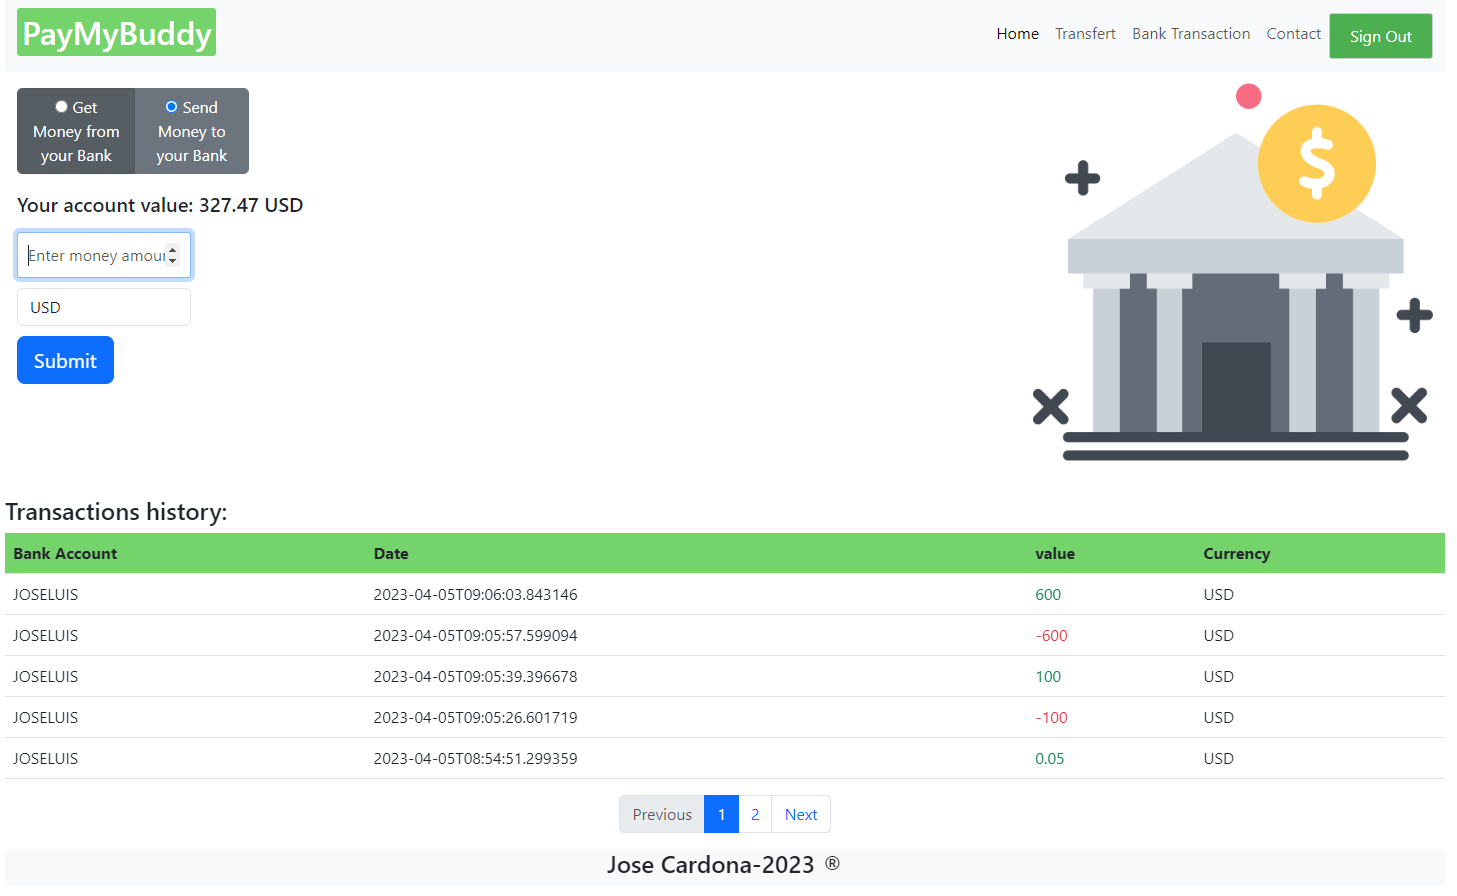 PayMyBuddy
Home Transfert Bank Transaction Contact Sign Out
Get
Money from
your Bank
Send
Money to
your Bank
$
Your account value: 327.47 USD
Enter money amour
USD
Submit
Transactions history:
Bank Account Date value Currency
JOSELUIS 2023-04-05T09:06:03.843146 600 USD
JOSELUIS 2023-04-05T09:05:57.599094 -600 USD
JOSELUIS 2023-04-05T09:05:39.396678 100 USD
JOSELUIS 2023-04-05T09:05:26.601719 -100 USD
JOSELUIS 2023-04-05T08:54:51.299359 0.05 USD
Previous 1 2 Next
Jose Cardona-2023 ®